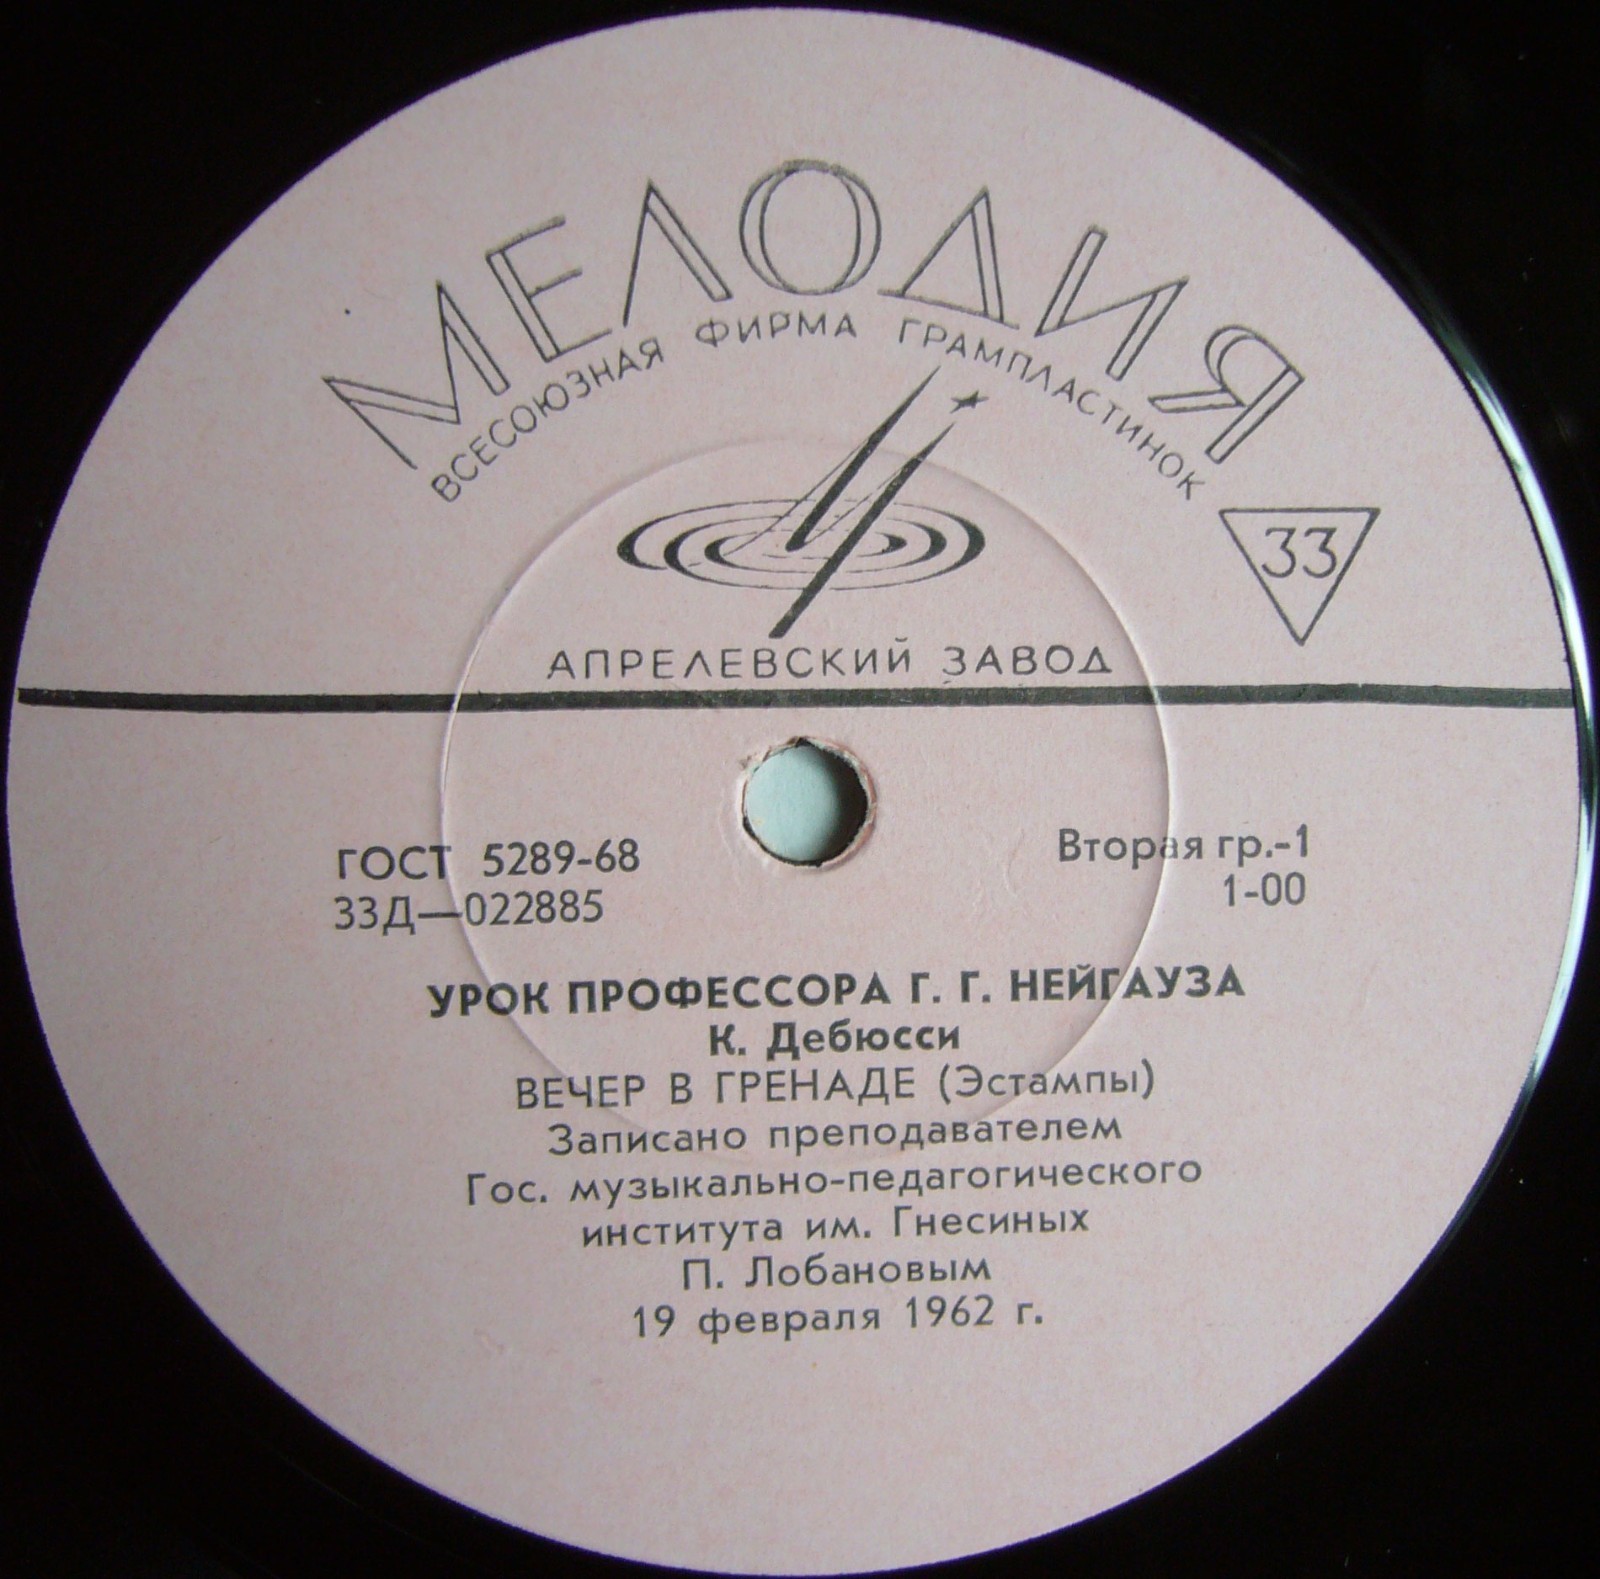 МЕЛОДИЯ
ВСЕСОЮЗНАЯ ФИРМА ГРАМПЛАСТИНОК
33
АПРЕЛЕВСКИЙ ЗАВОД
ГОСТ 5289-68
33Д—022885
Вторая гр.-1
1-00
УРОК ПРОФЕССОРА Г. Г. НЕЙГАУЗА
К. Дебюсси
ВЕЧЕР В ГРЕНАДЕ (Эстампы)
Записано преподавателем
Гос. музыкально-педагогического
института им. Гнесиных
П. Лобановым
19 февраля 1962 г.